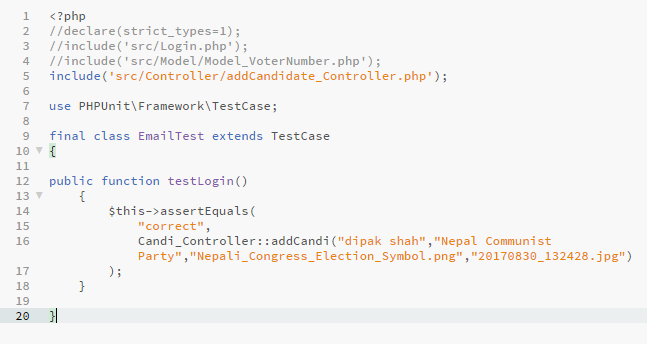 1 <?php
2 //declare(strict_types=1);
3 //include('src/Login.php');
4 //include('src/Model/Model_VoterNumber.php');
5 include('src/Controller/addCandidate_Controller.php');
6
7 use PHPUnit\Framework\TestCase;
8
9 final class EmailTest extends TestCase
10 {
11
12 public function testLogin()
13 {
14 $this->assertEquals(
15 "correct",
16 Candi_Controller::addCandi("dipak shah","Nepal Communist
Party","Nepali_Congress_Election_Symbol.png","20170830_132428.jpg")
17 );
18 }
19
20 }